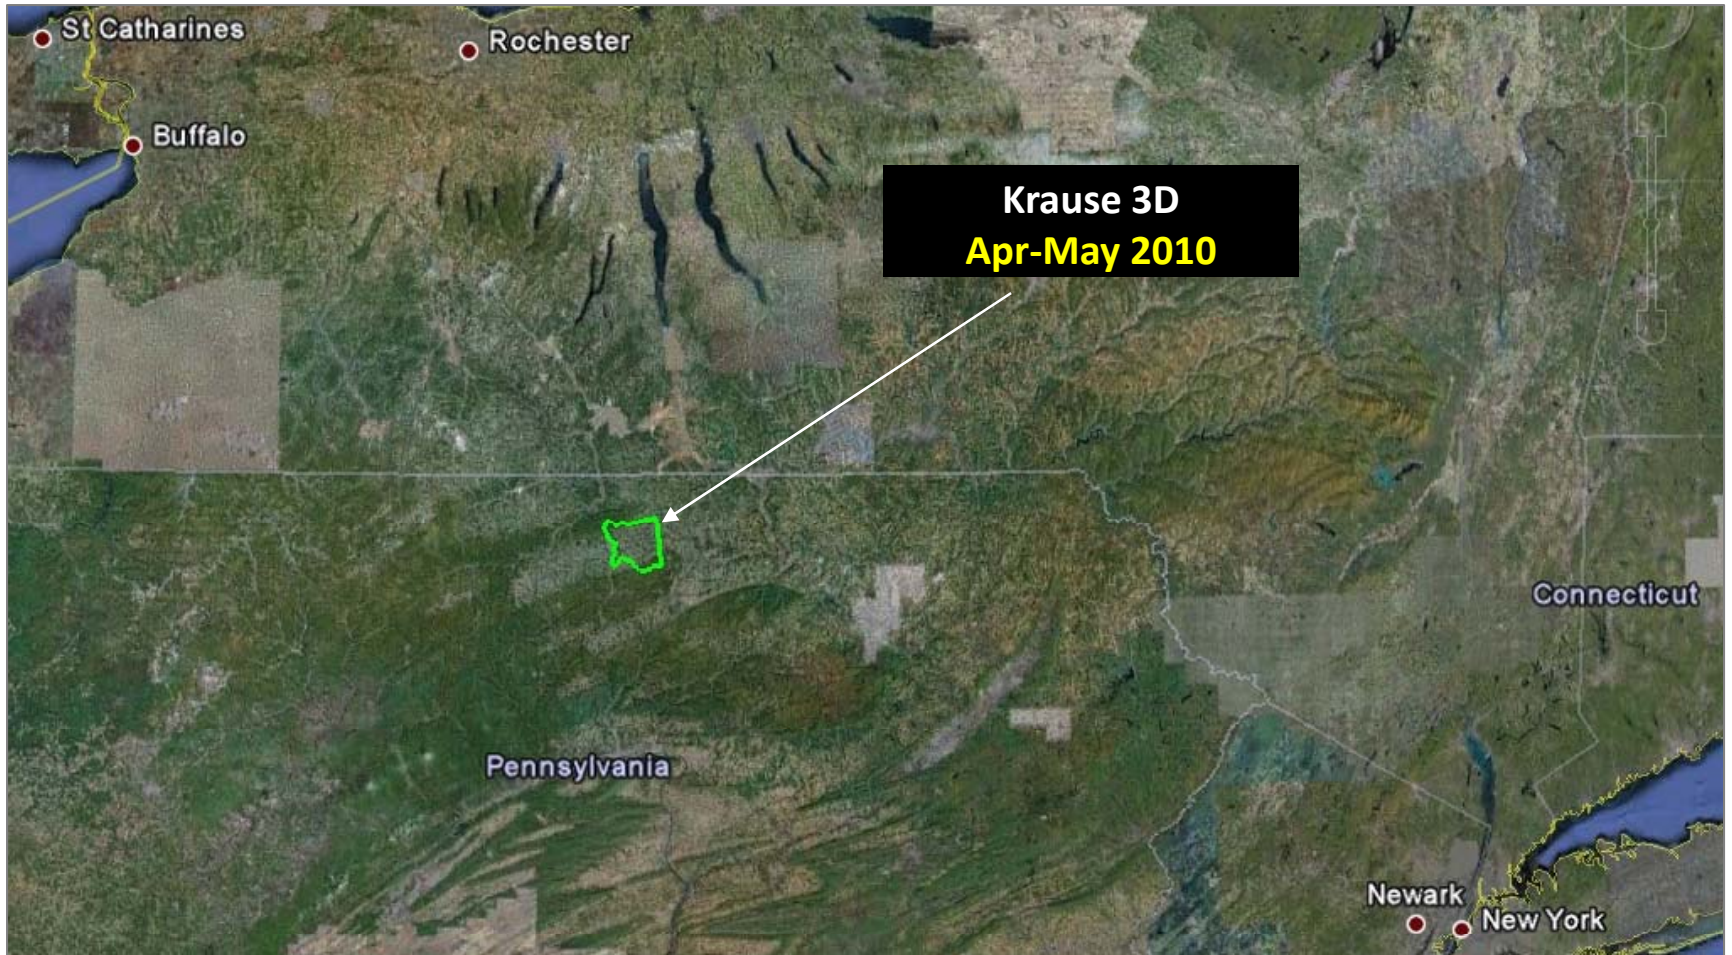 St Catharines
Rochester
Buffalo
Krause 3D
Apr-May 2010
Connecticut
Pennsylvania
Newark
New York